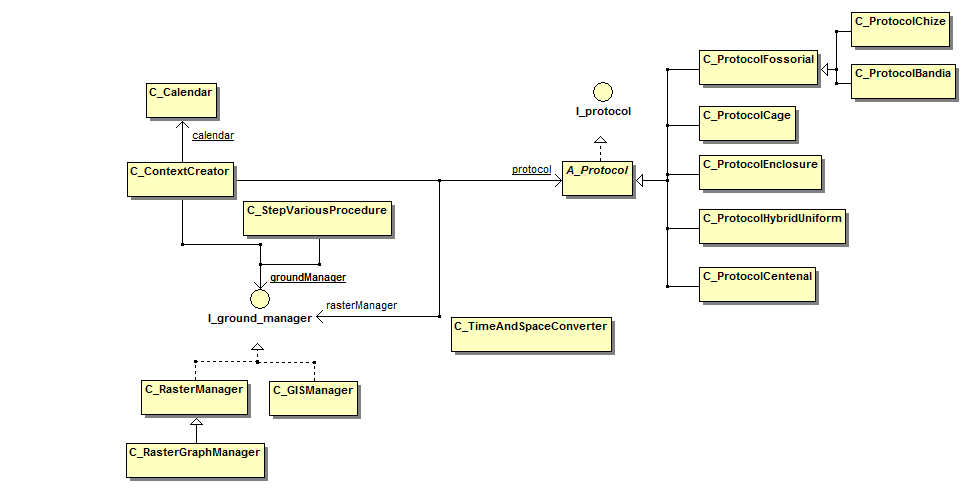 C_ProtocolChize
C_ProtocolFossorial
C_ProtocolBandia
C_Calendar
I_protocol
C_ProtocolCage
calendar
C_ContextCreator
protocol
A_Protocol
C_ProtocolEnclosure
C_StepVariousProcedure
C_ProtocolHybridUniform
groundManager
C_ProtocolCentenal
rasterManager
I_ground_manager
C_TimeAndSpaceConverter
C_RasterManager
C_GISManager
C_RasterGraphManager